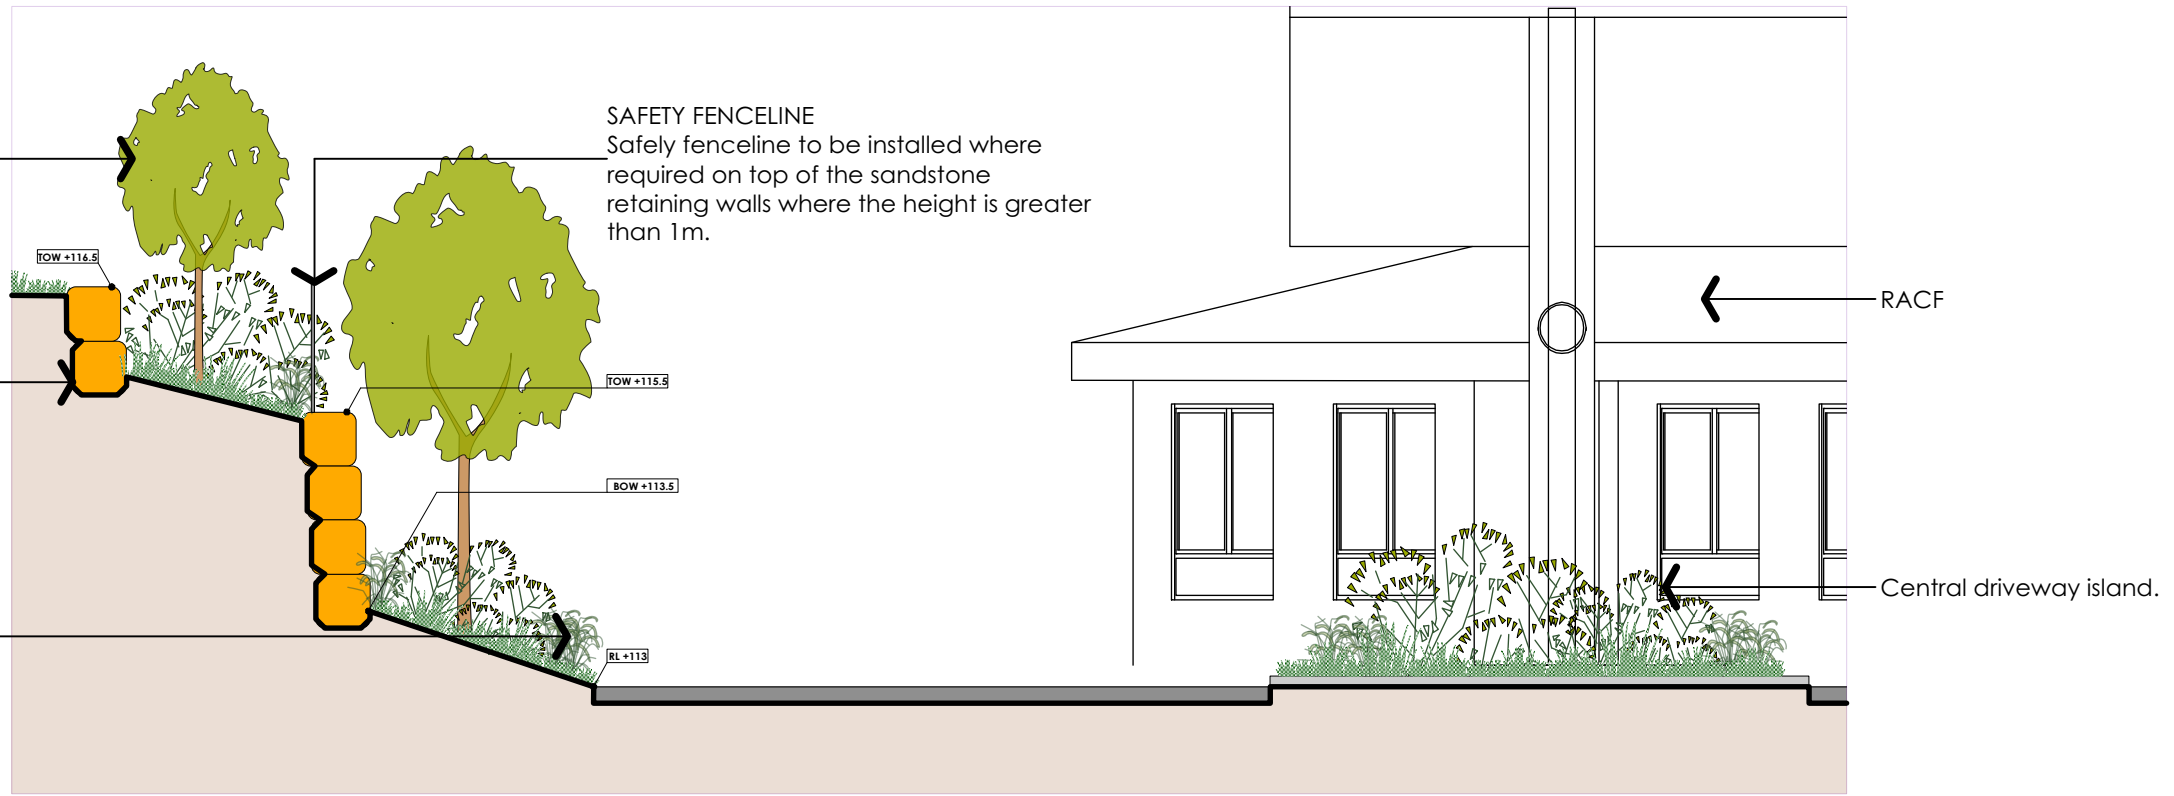 SAFETY FENCELINE
Safely fenceline to be installed where
required on top of the sandstone
retaining walls where the height is greater
than 1m.
TOW +116.5
RACF
TOW +115.5
BOW +113.5
Central driveway island.
RL +113